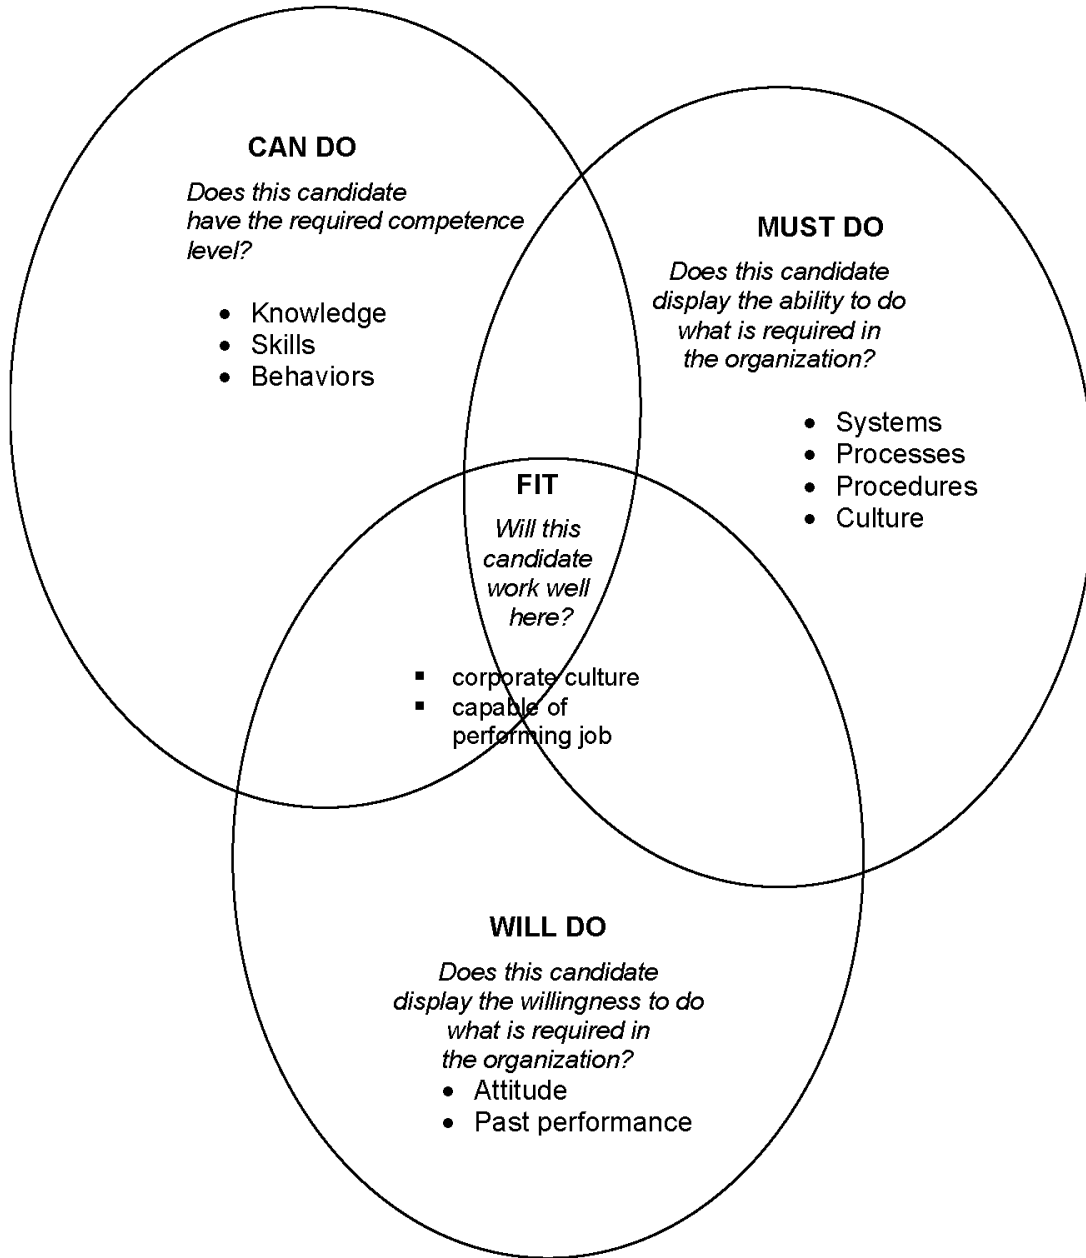 CAN DO
Does this candidate
have the required competence
level?
• Knowledge
• Skills
• Behaviors
MUST DO
Does this candidate
display the ability to do
what is required in
the organization?
• Systems
• Processes
• Procedures
• Culture
FIT
Will this
candidate
work well
here?
▪ corporate culture
▪ capable of
performing job
WILL DO
Does this candidate
display the willingness to do
what is required in
the organization?
• Attitude
• Past performance